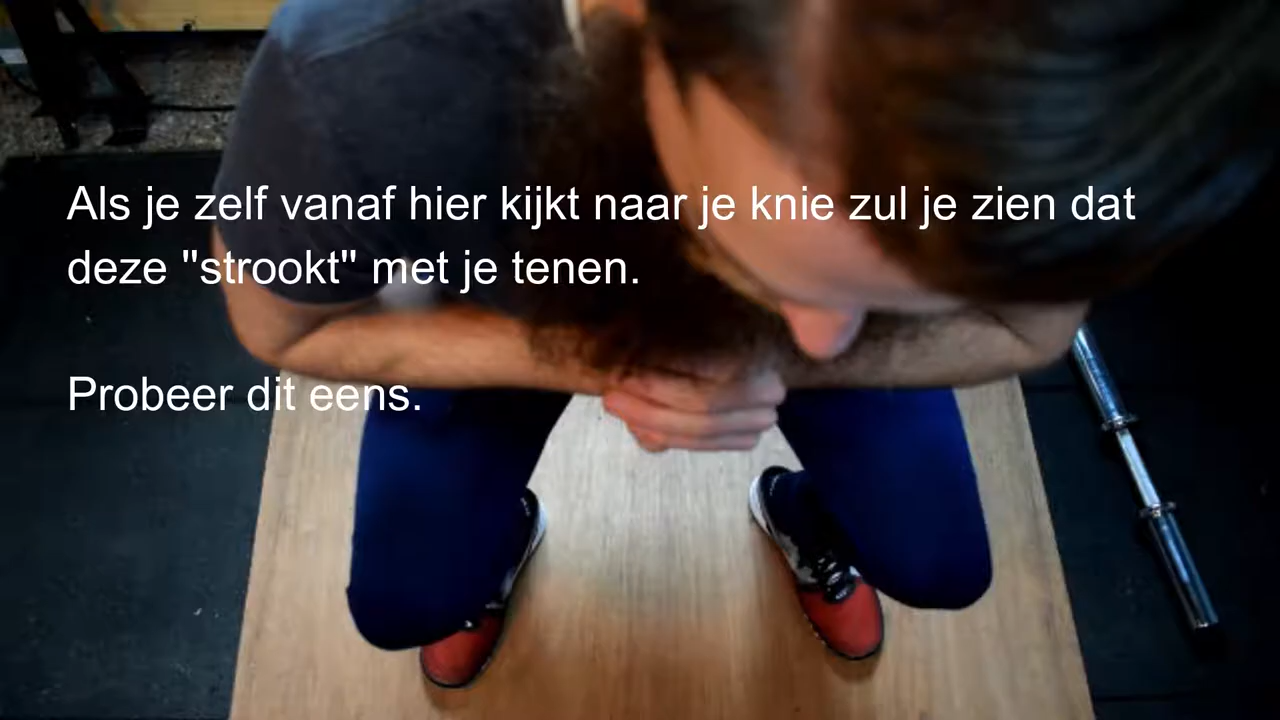 Als je zelf vanaf hier kijkt naar je knie zul je zien dat
deze "strookt" met je tenen.
Probeer dit eens.